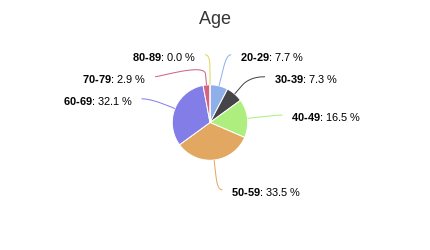 Age
80-89: 0.0 %
20-29: 7.7 %
70-79: 2.9 %
30-39: 7.3 %
60-69: 32.1 %
40-49: 16.5 %
50-59: 33.5 %